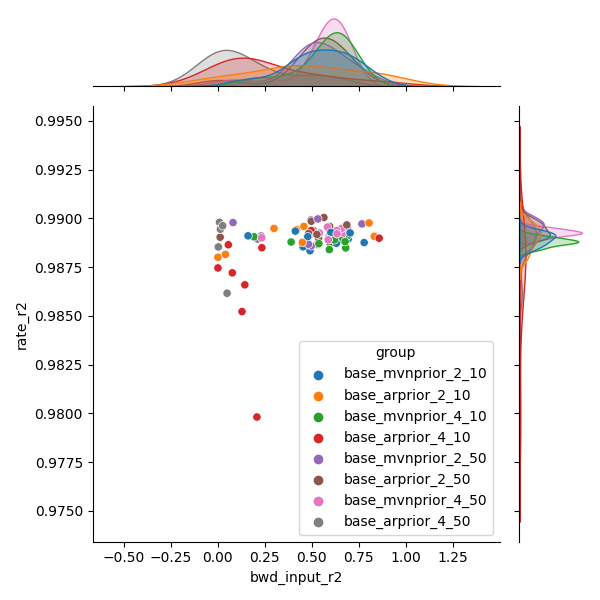 0.9950
0.9925
0.9900
0.9875
0.9850
0.9825
0.9800
0.9775
0.9750
rate_r2
group
base_mvnprior_2_10
base_arprior_2_10
base_mvnprior_4_10
base_arprior_4_10
base_mvnprior_2_50
base_arprior_2_50
base_mvnprior_4_50
base_arprior_4_50
−0.50 −0.25 0.00 0.25 0.50 0.75 1.00 1.25
bwd_input_r2